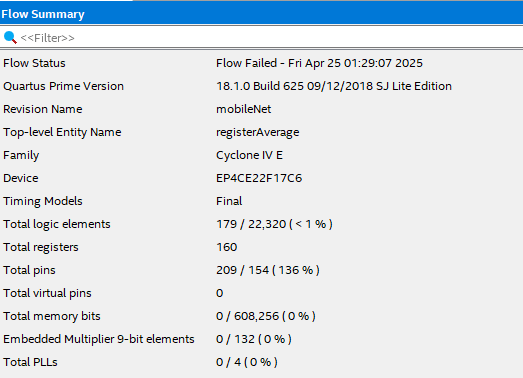 Flow Summary
<<Filter>>
Flow Status Flow Failed - Fri Apr 25 01:29:07 2025
Quartus Prime Version 18.1.0 Build 625 09/12/2018 SJ Lite Edition
Revision Name mobileNet
Top-level Entity Name registerAverage
Family Cyclone IV E
Device EP4CE22F17C6
Timing Models Final
Total logic elements 179 / 22,320 ( < 1 % )
Total registers 160
Total pins 209 / 154 ( 136 % )
Total virtual pins 0
Total memory bits 0 / 608,256 ( 0 % )
Embedded Multiplier 9-bit elements 0 / 132 ( 0 % )
Total PLLs 0 / 4 ( 0 % )